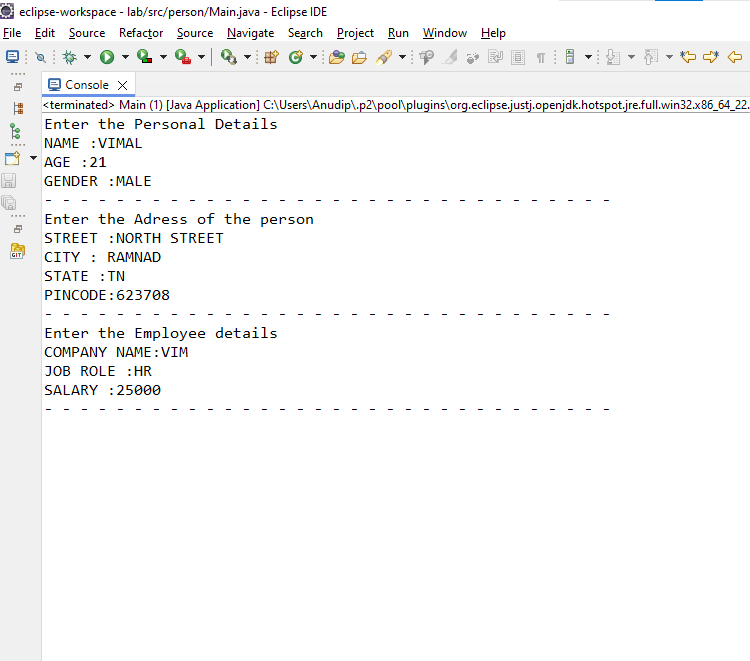 eclipse-workspace - lab/src/person/Main.java - Eclipse IDE
File Edit Source Refactor Source Navigate Search Project Run Window Help
Console
<terminated> Main (1) [Java Application] C:\Users\Anudip\.p2\pool\plugins\org.eclipse.justj.openjdk.hotspot.jre.full.win32.x86_64_22.
Enter the Personal Details
NAME :VIMAL
AGE :21
GENDER :MALE
- - - - - - - - - - - - - - - - - - - - - - - - - - - - - - - -
Enter the Adress of the person
STREET :NORTH STREET
CITY : RAMNAD
STATE :TN
PINCODE:623708
- - - - - - - - - - - - - - - - - - - - - - - - - - - - - - - -
Enter the Employee details
COMPANY NAME:VIM
JOB ROLE :HR
SALARY :25000
- - - - - - - - - - - - - - - - - - - - - - - - - - - - - - - -
GIT